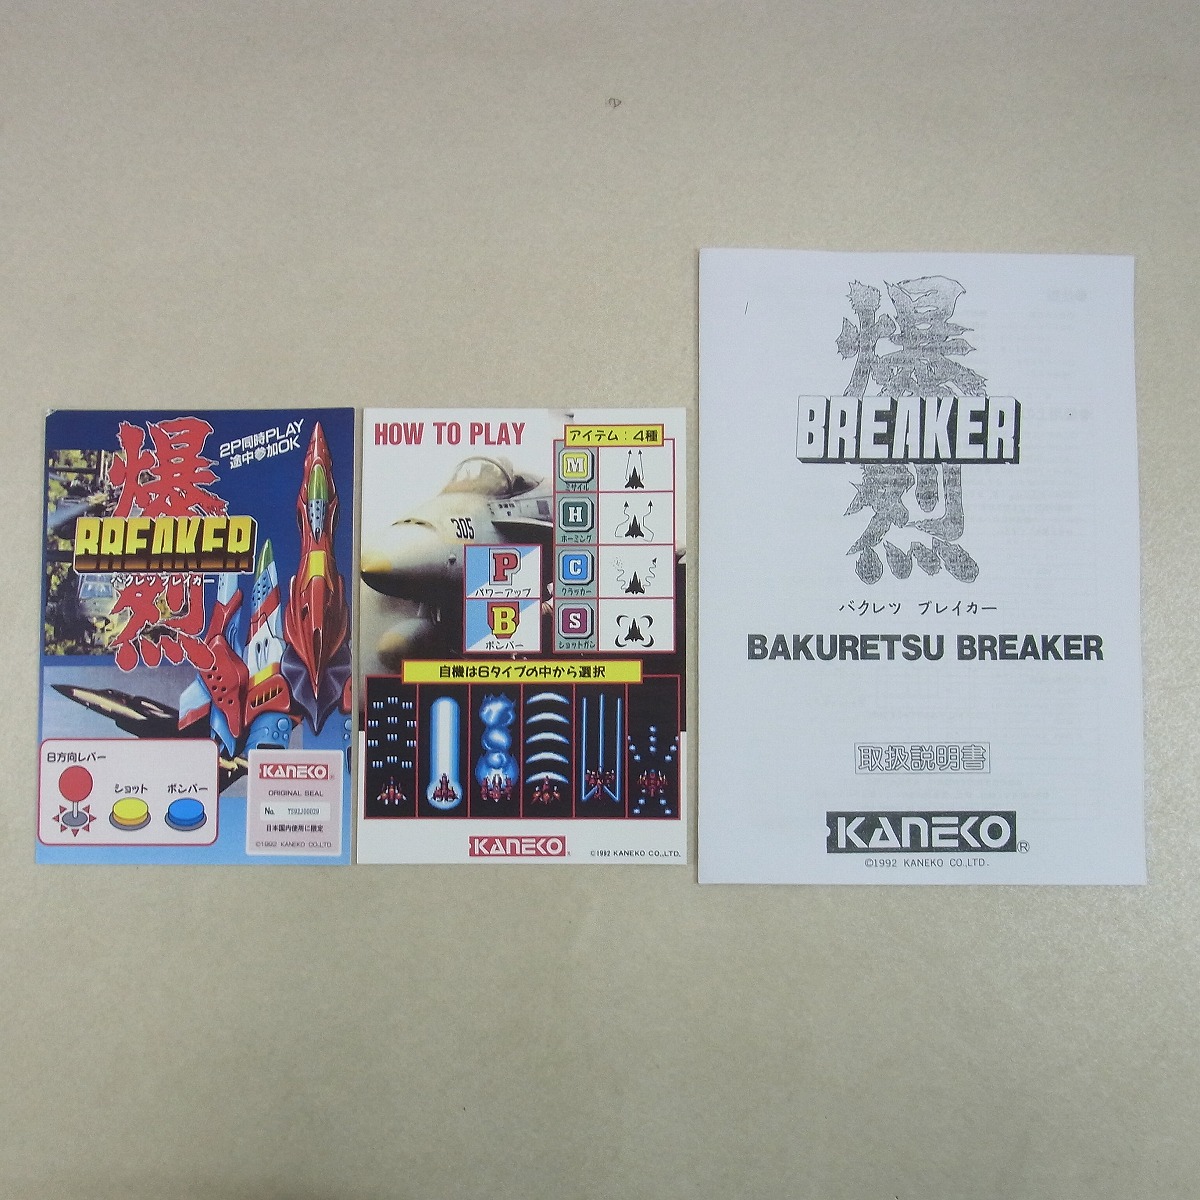 爆烈
BREAKER
バクレツブレイカー
2P同時PLAY
途中参加OK
8方向レバー
ショット
ボンバー
KANEKO®
ORIGINAL SEAL
No.
日本国内使用に限定
©1992 KANEKO CO.,LTD.
HOW TO PLAY
アイテム：4種
M
ミサイル
H
ホーミング
C
クラッカー
S
ショットガン
305
P
パワーアップ
B
ボンバー
自機は6タイプの中から選択
KANEKO®
©1992 KANEKO CO.,LTD.
爆烈
BREAKER
バクレツ ブレイカー
BAKURETSU BREAKER
取扱説明書
KANEKO®
©1992 KANEKO CO.,LTD.